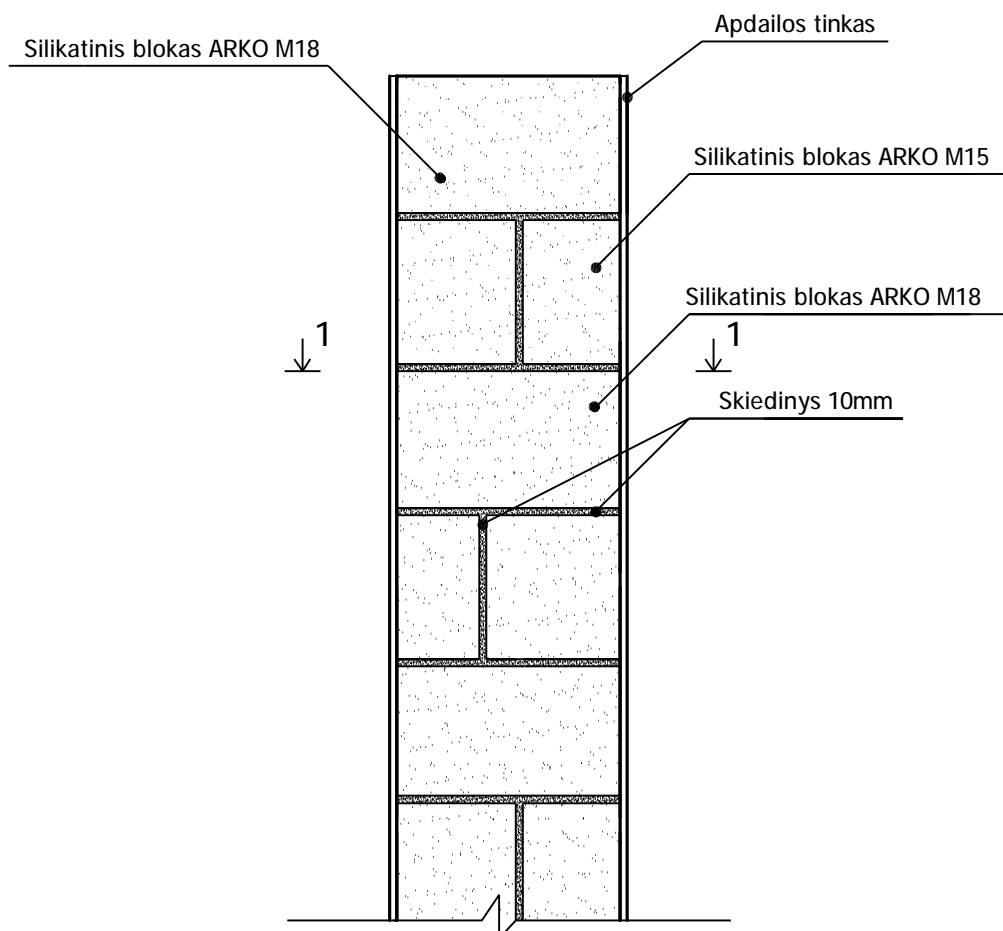 Apdailos tinkas
Silikatinis blokas ARKO M18
Silikatinis blokas ARKO M15
Silikatinis blokas ARKO M18
1
1
Skiedinys 10mm